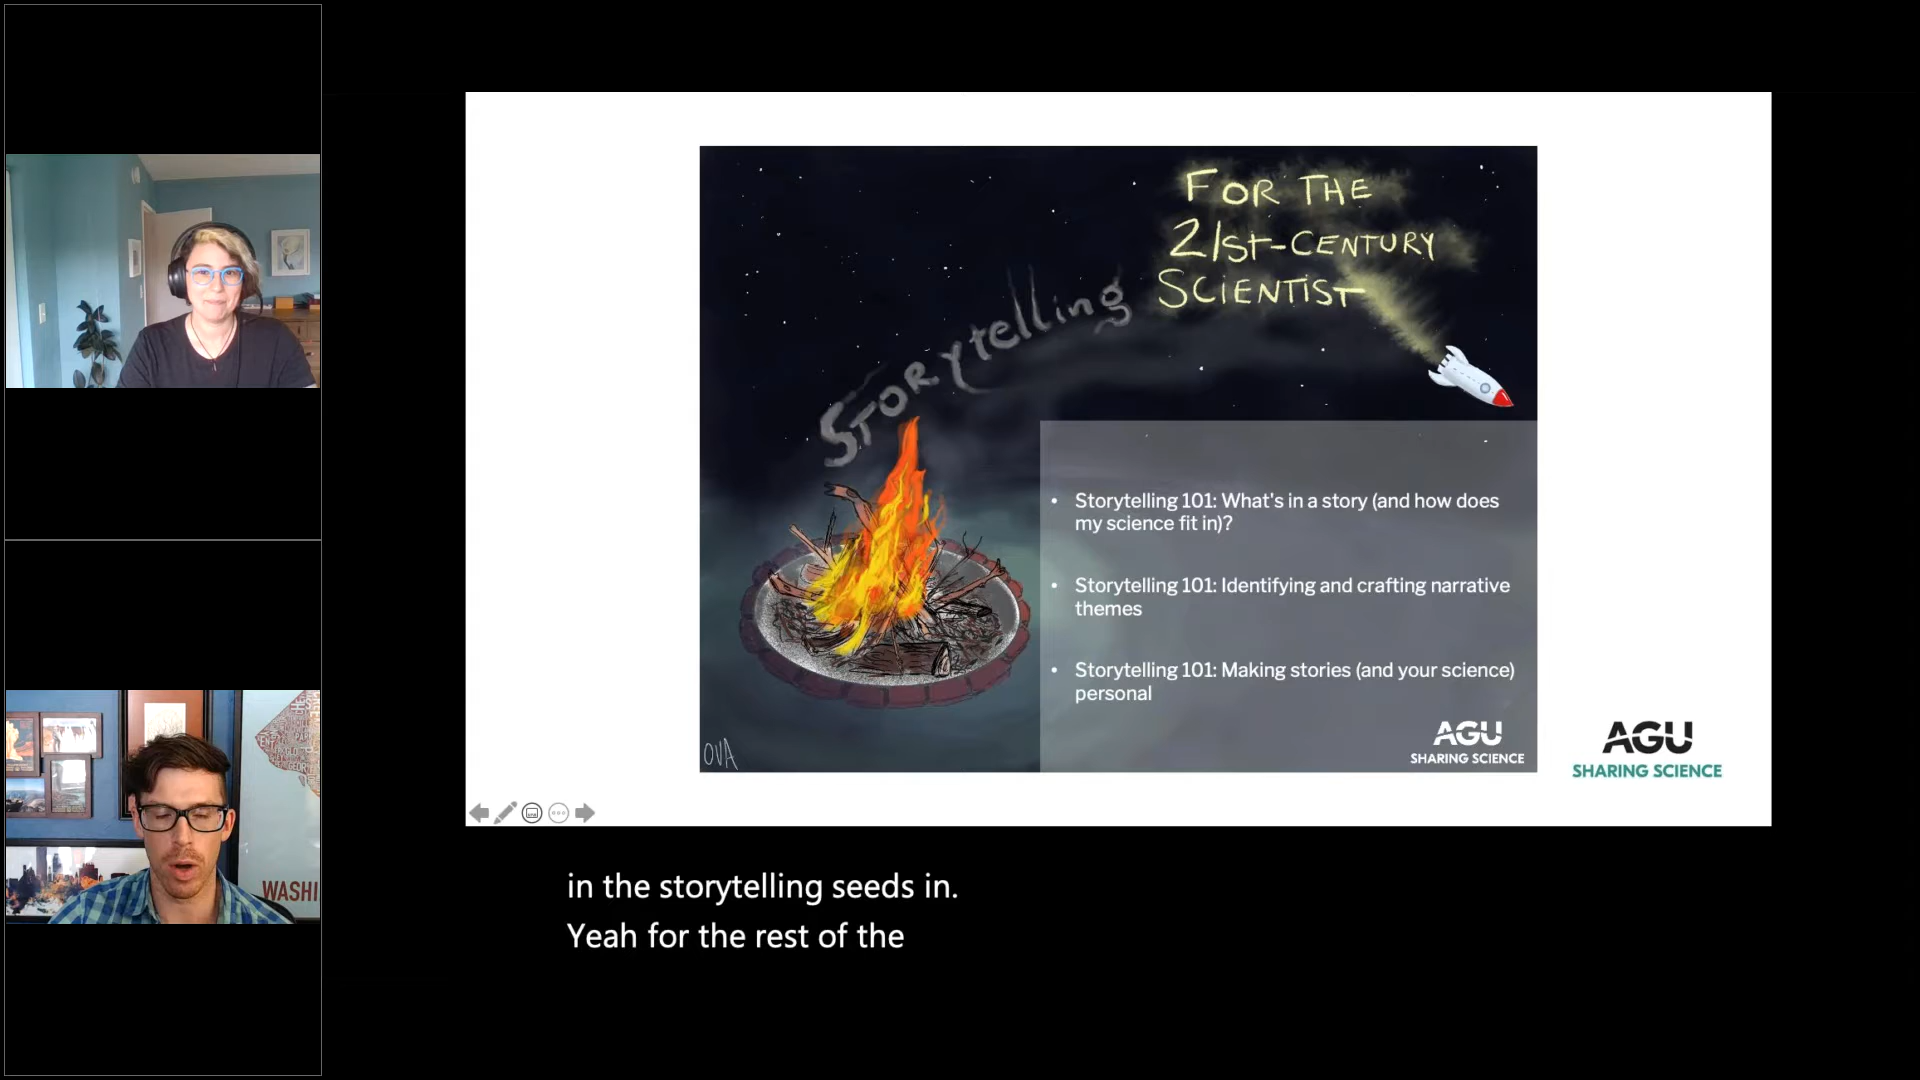 FOR THE
21ST-CENTURY
SCIENTIST
Storytelling
• Storytelling 101: What's in a story (and how does
my science fit in)?
• Storytelling 101: Identifying and crafting narrative
themes
• Storytelling 101: Making stories (and your science)
personal
OVA
AGU
SHARING SCIENCE
AGU
SHARING SCIENCE
WASHI
in the storytelling seeds in.
Yeah for the rest of the